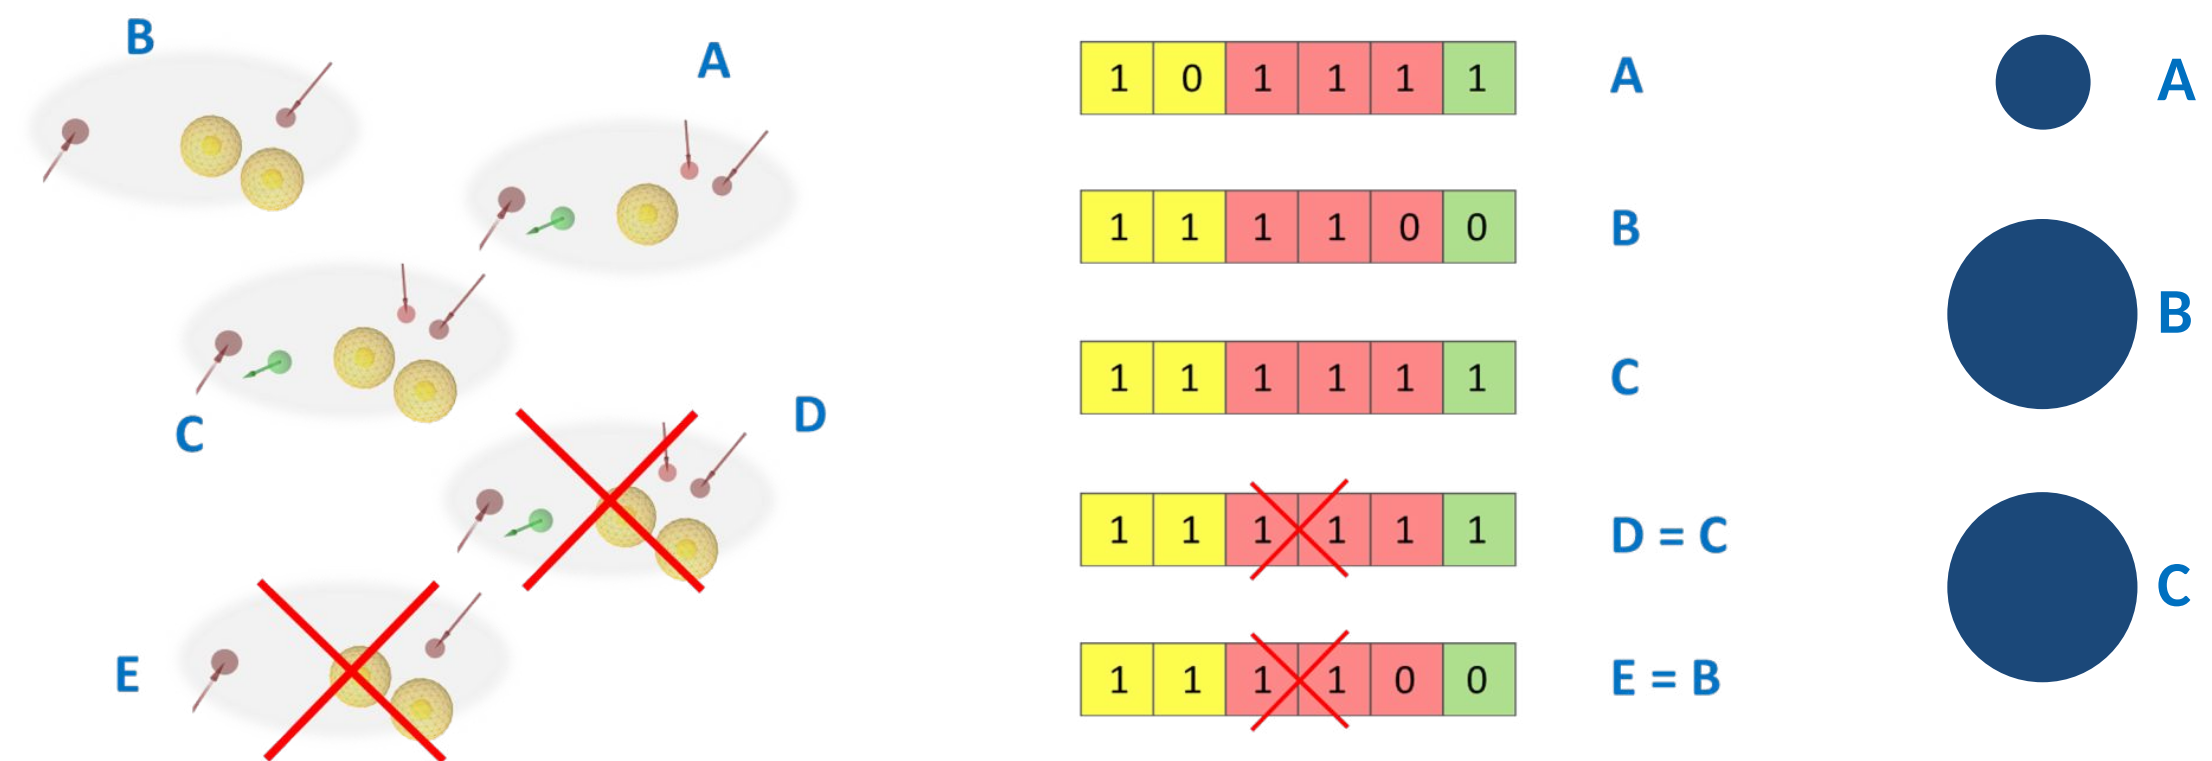 B
A
C
D
E
1 0 1 1 1 1 A
1 1 1 1 0 0 B
1 1 1 1 1 1 C
1 1 1 1 1 1 D = C
1 1 1 1 0 0 E = B
A
B
C